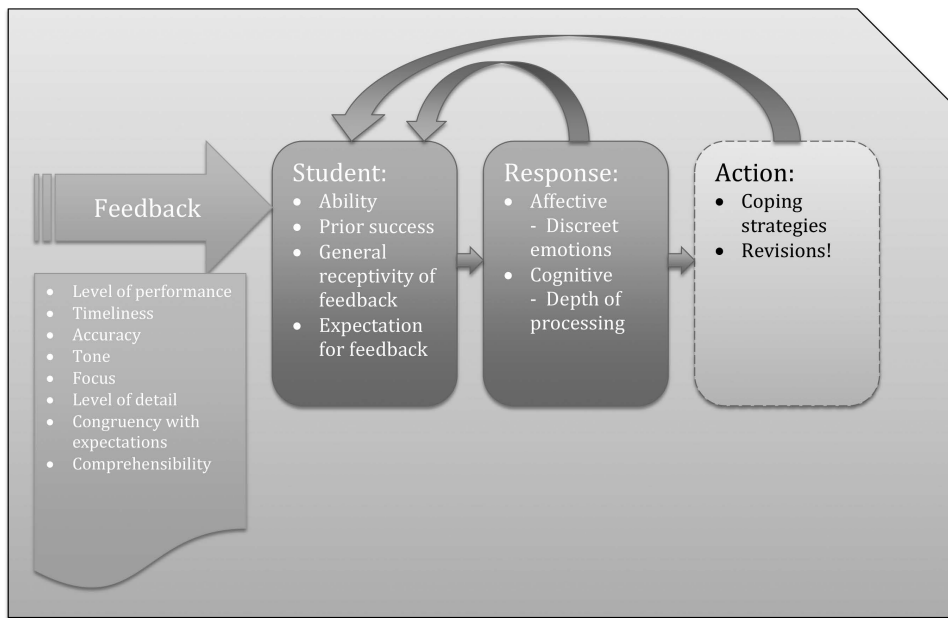 Feedback
• Level of performance
• Timeliness
• Accuracy
• Tone
• Focus
• Level of detail
• Congruency with
expectations
• Comprehensibility
Student:
• Ability
• Prior success
• General
receptivity of
feedback
• Expectation
for feedback
Response:
• Affective
- Discreet
emotions
• Cognitive
- Depth of
processing
Action:
• Coping
strategies
• Revisions!